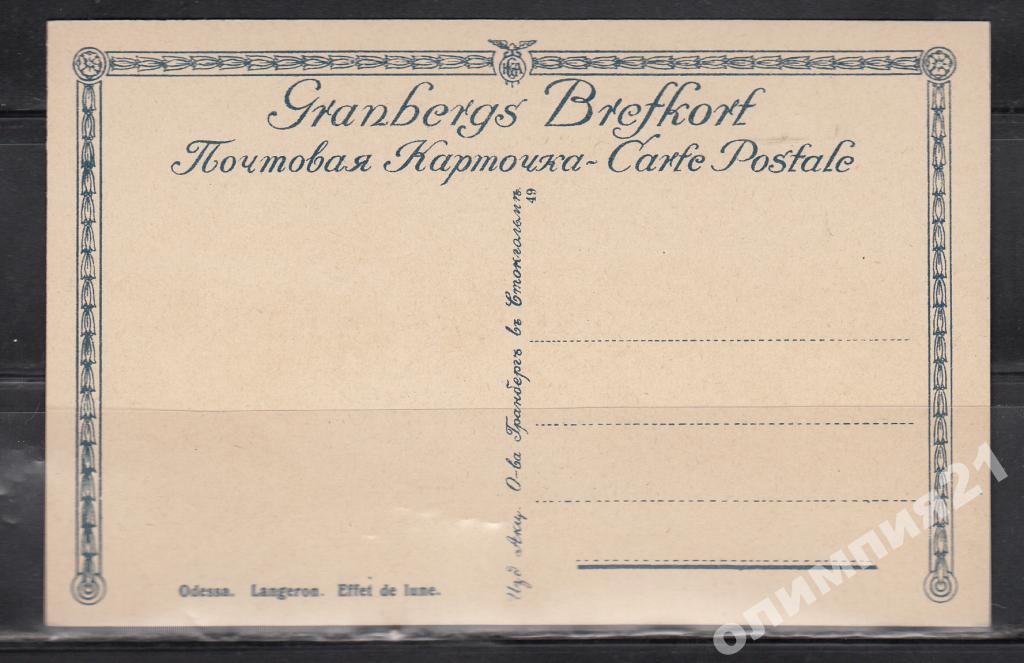 Granbergs Brefkort
Почтовая Карточка - Carte Postale
Изд Акц. О-ва Гранбергъ въ Стокгольмѣ.
49
Odessa. Langeron. Effet de lune.
олимпия21